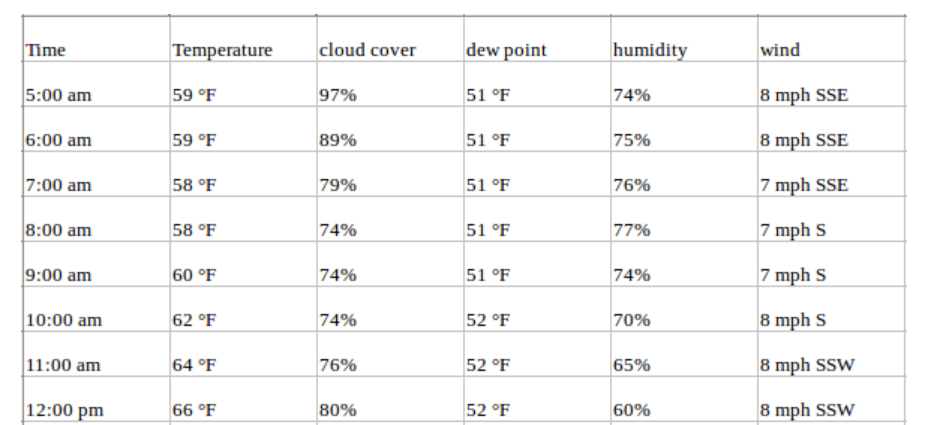 Time Temperature cloud cover dew point humidity wind
5:00 am 59 °F 97% 51 °F 74% 8 mph SSE
6:00 am 59 °F 89% 51 °F 75% 8 mph SSE
7:00 am 58 °F 79% 51 °F 76% 7 mph SSE
8:00 am 58 °F 74% 51 °F 77% 7 mph S
9:00 am 60 °F 74% 51 °F 74% 7 mph S
10:00 am 62 °F 74% 52 °F 70% 8 mph S
11:00 am 64 °F 76% 52 °F 65% 8 mph SSW
12:00 pm 66 °F 80% 52 °F 60% 8 mph SSW